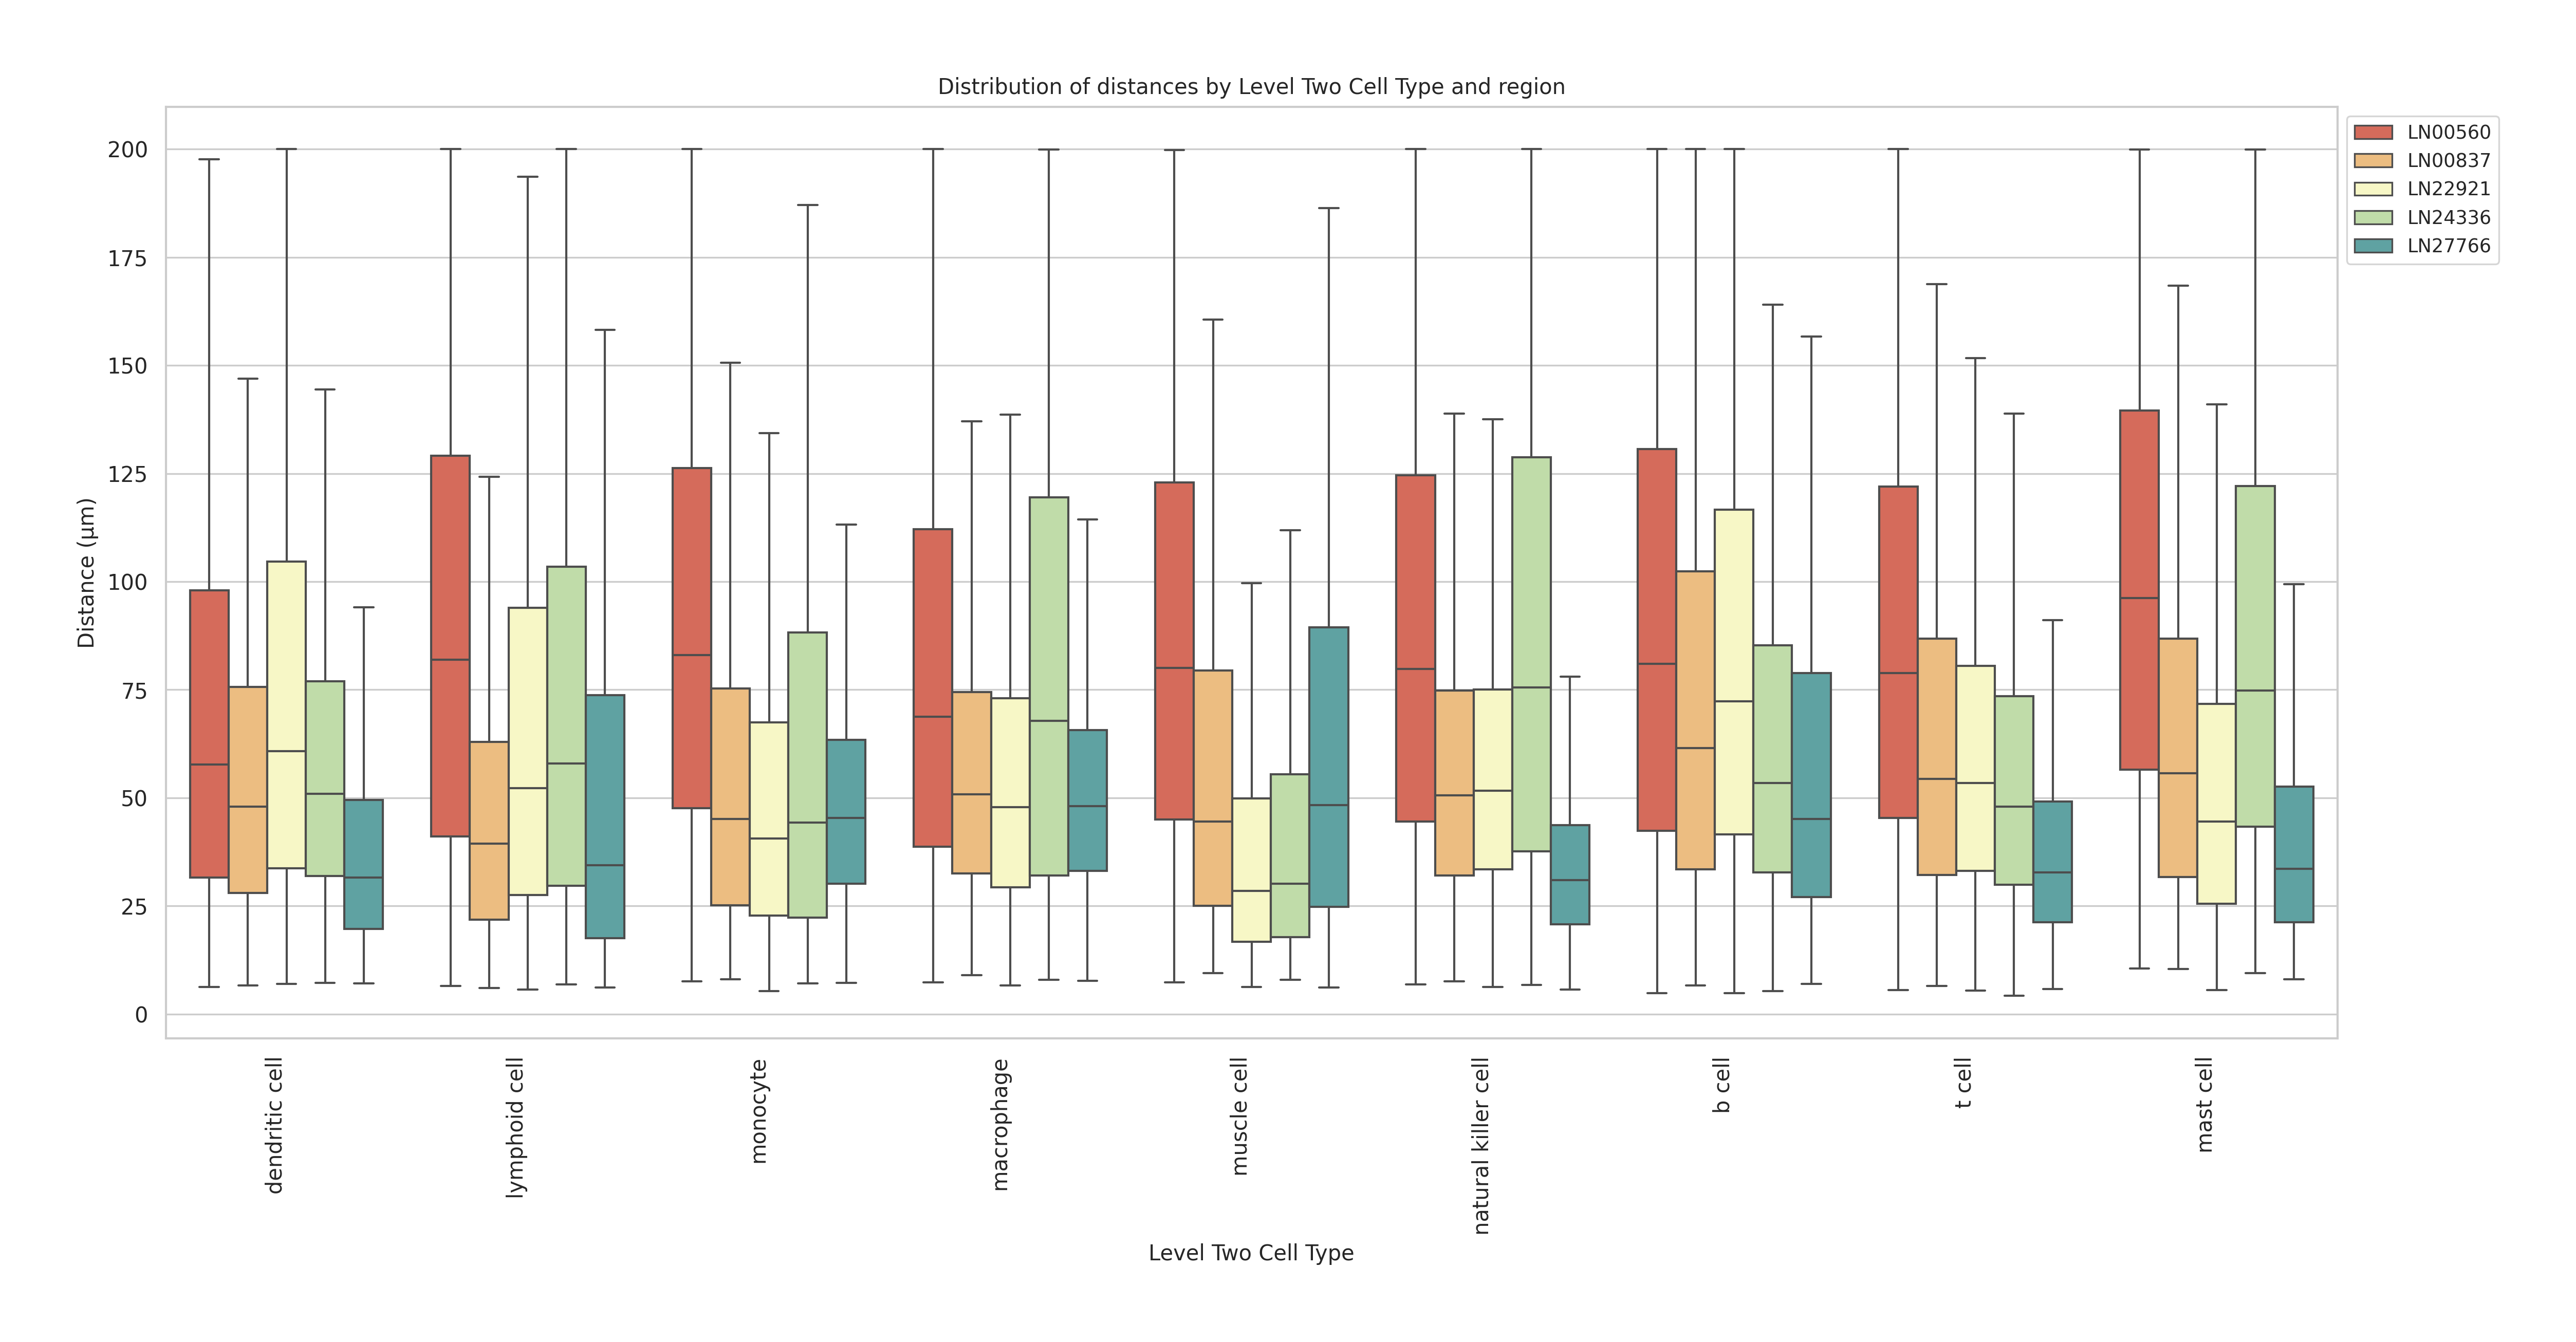 Distribution of distances by Level Two Cell Type and region
LN00560
LN00837
LN22921
LN24336
LN27766
200
175
150
125
100
75
50
25
0
Distance (µm)
dendritic cell
lymphoid cell
monocyte
macrophage
muscle cell
natural killer cell
b cell
t cell
mast cell
Level Two Cell Type